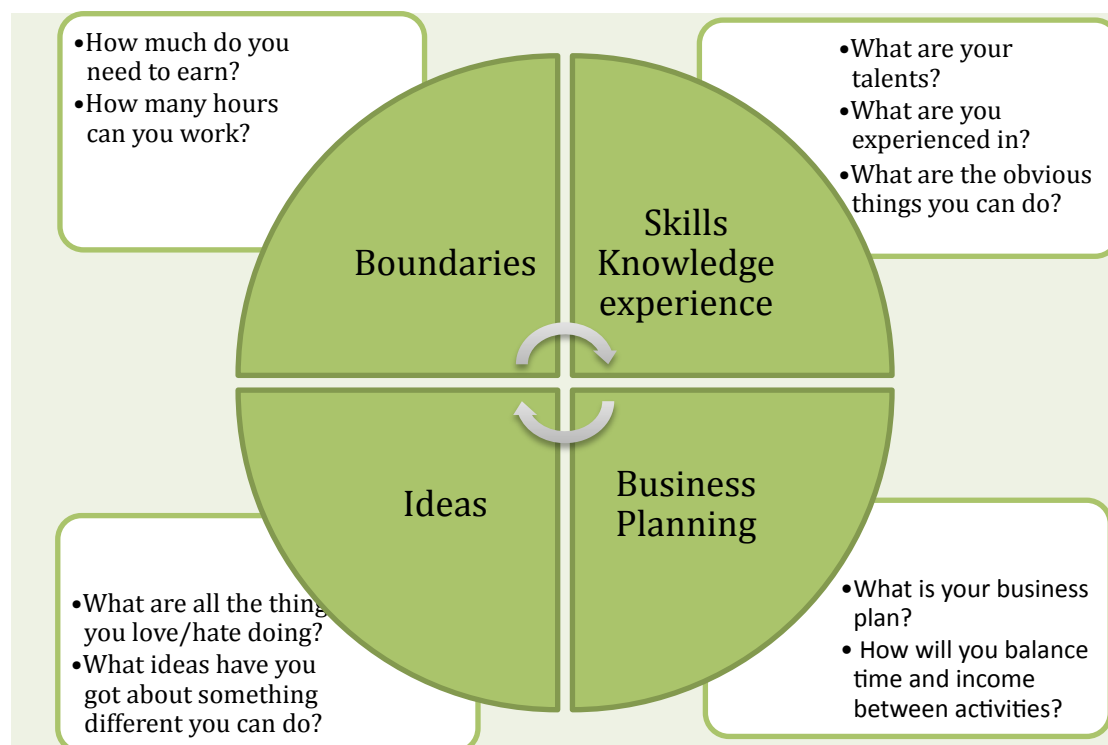 •How much do you
need to earn?
•How many hours
can you work?
•What are your
talents?
•What are you
experienced in?
•What are the obvious
things you can do?
Boundaries
Skills
Knowledge
experience
Ideas
Business
Planning
•What are all the thing
you love/hate doing?
•What ideas have you
got about something
different you can do?
•What is your business
plan?
• How will you balance
time and income
between activities?